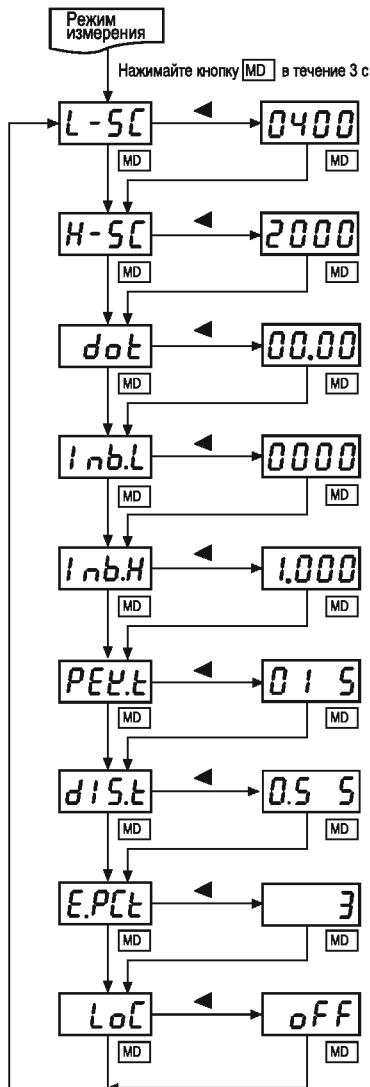 Режим
измерения
Нажимайте кнопку MD в течение 3 с
L-SC 0400
MD MD
H-SC 2000
MD MD
dot 00.00
MD MD
Inb.L 0000
MD MD
Inb.H 1.000
MD MD
PEK.t 01 S
MD MD
dIS.t 0.5 S
MD MD
E.PCt 3
MD MD
LoC oFF
MD MD